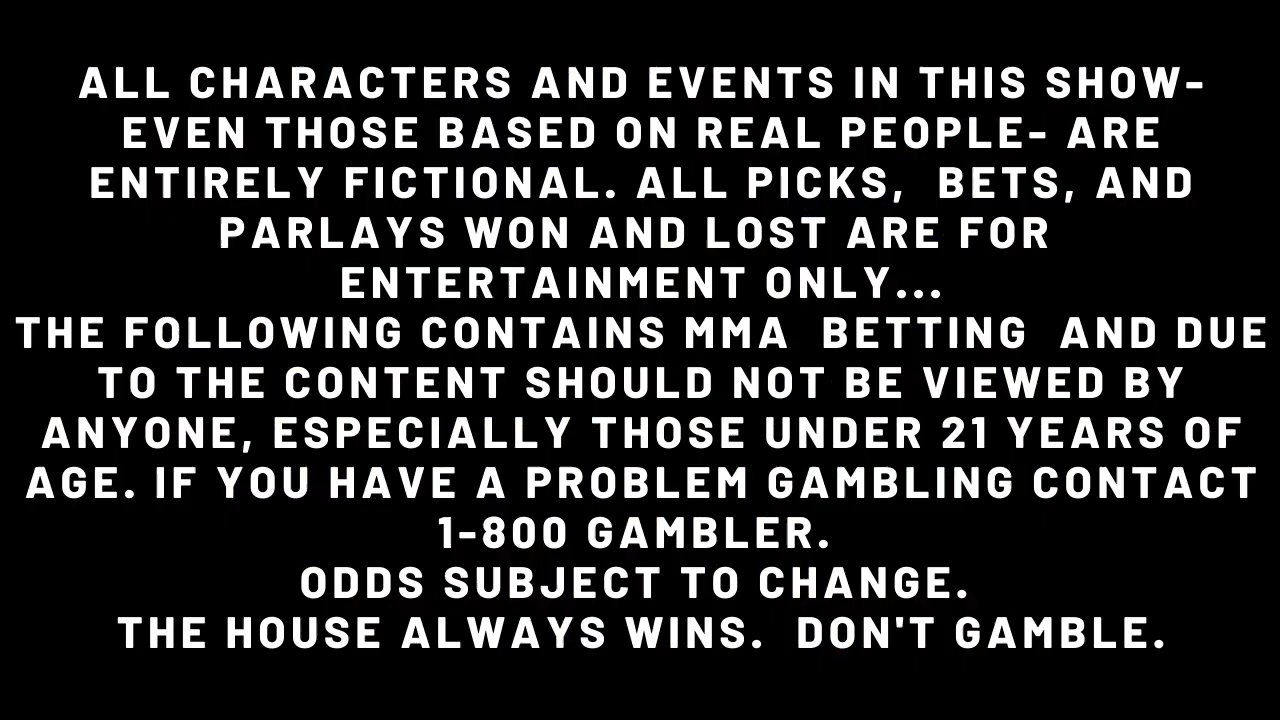 ALL CHARACTERS AND EVENTS IN THIS SHOW-
EVEN THOSE BASED ON REAL PEOPLE- ARE
ENTIRELY FICTIONAL. ALL PICKS, BETS, AND
PARLAYS WON AND LOST ARE FOR
ENTERTAINMENT ONLY...
THE FOLLOWING CONTAINS MMA BETTING AND DUE
TO THE CONTENT SHOULD NOT BE VIEWED BY
ANYONE, ESPECIALLY THOSE UNDER 21 YEARS OF
AGE. IF YOU HAVE A PROBLEM GAMBLING CONTACT
1-800 GAMBLER.
ODDS SUBJECT TO CHANGE.
THE HOUSE ALWAYS WINS. DON'T GAMBLE.